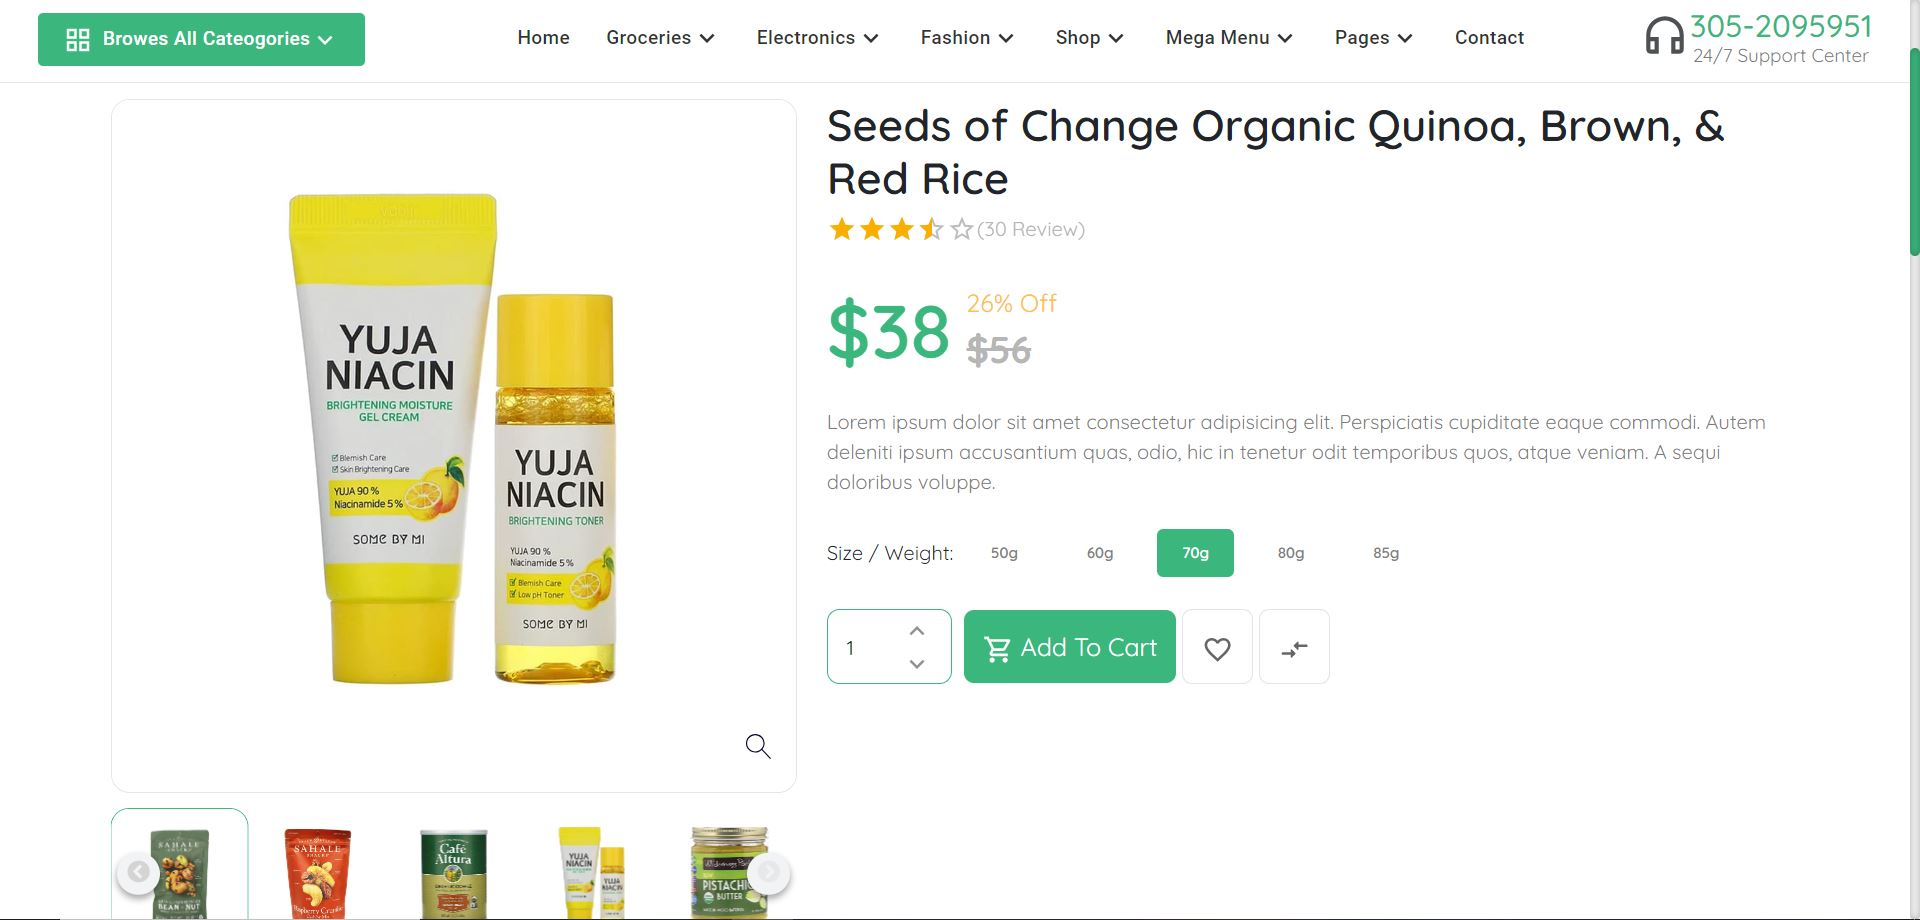 Browes All Cateogories
Home
Groceries
Electronics
Fashion
Shop
Mega Menu
Pages
Contact
305-2095951
24/7 Support Center
Seeds of Change Organic Quinoa, Brown, &
Red Rice
(30 Review)
$38
26% Off
$56
Lorem ipsum dolor sit amet consectetur adipisicing elit. Perspiciatis cupiditate eaque commodi. Autem
deleniti ipsum accusantium quas, odio, hic in tenetur odit temporibus quos, atque veniam. A sequi
doloribus voluppe.
Size / Weight:
50g
60g
70g
80g
85g
1
Add To Cart
YUJA
NIACIN
BRIGHTENING MOISTURE
GEL CREAM
Blemish Care
Skin Brightening Care
YUJA 90 %
Niacinamide 5 %
SOME BY MI
YUJA
NIACIN
BRIGHTENING TONER
YUJA 90 %
Niacinamide 5 %
Blemish Care
Low pH Toner
SOME BY MI
SAHALE
SNACKS
BEAN + NUT
SAHALE
SNACKS
Raspberry
Café
Altura
YUJA
NIACIN
YUJA
NIACIN
PISTACHIO
BUTTER